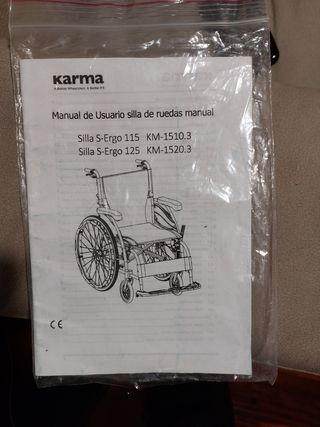 Karma
A Better Wheelchair, A Better Fit
Manual de Usuario silla de ruedas manual
Silla S-Ergo 115 KM-1510.3
Silla S-Ergo 125 KM-1520.3
CE